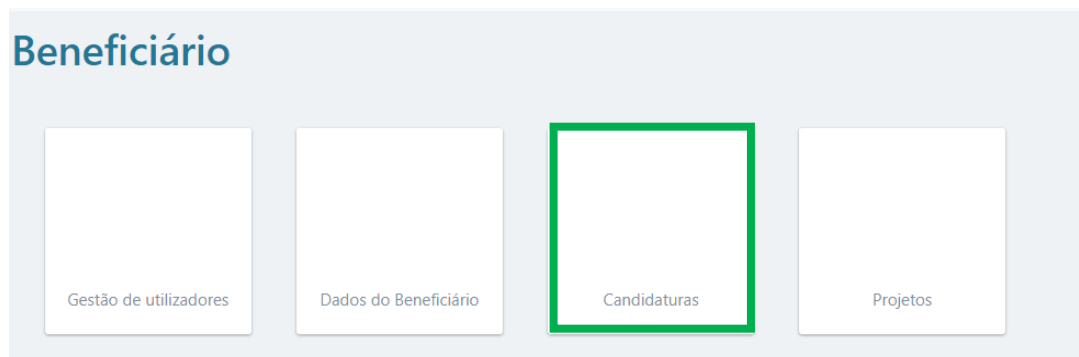 Beneficiário
Gestão de utilizadores
Dados do Beneficiário
Candidaturas
Projetos